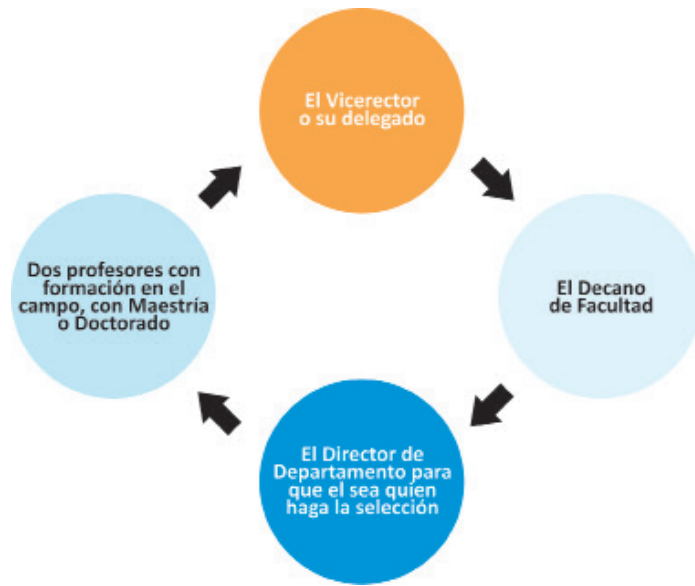 El Vicerector
o su delegado
El Decano
de Facultad
El Director de
Departamento para
que el sea quien
haga la selección
Dos profesores con
formación en el
campo, con Maestría
o Doctorado